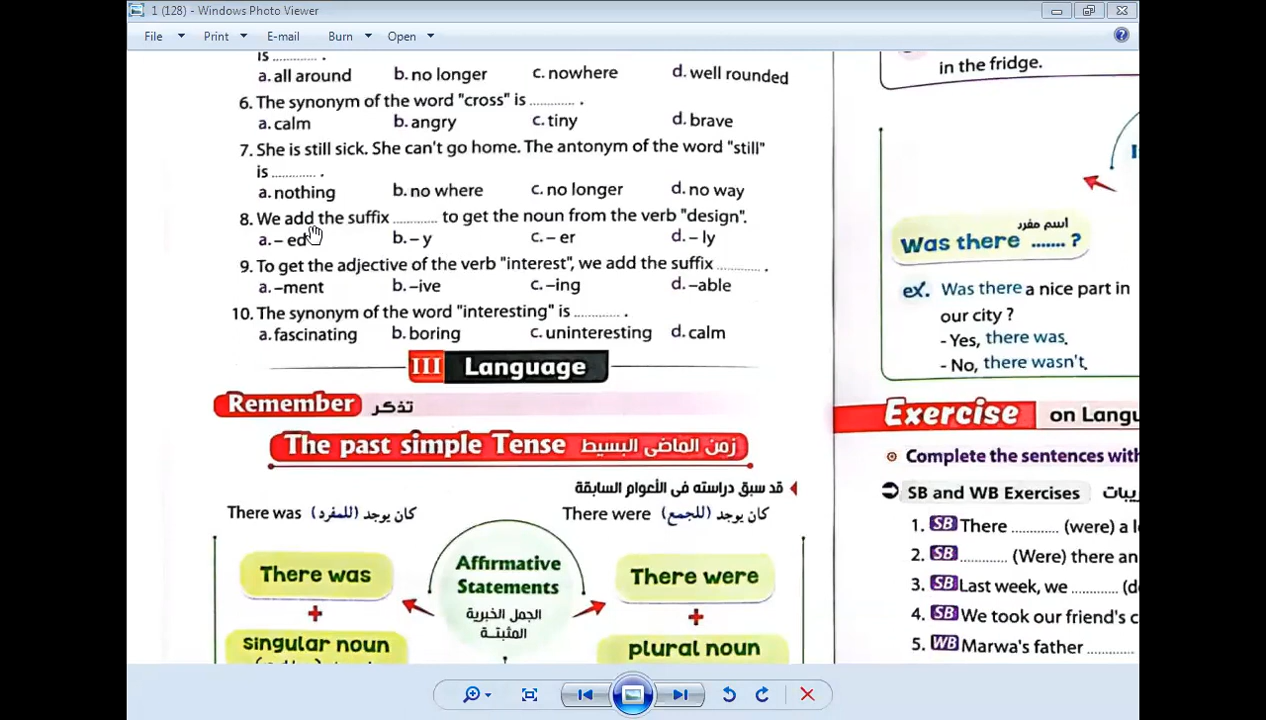 1 (128) - Windows Photo Viewer
File Print E-mail Burn Open
is ............ .
a. all around b. no longer c. nowhere d. well rounded
6. The synonym of the word "cross" is ............ .
a. calm b. angry c. tiny d. brave
7. She is still sick. She can't go home. The antonym of the word "still"
is ............ .
a. nothing b. no where c. no longer d. no way
8. We add the suffix ............ to get the noun from the verb "design".
a. – ed b. – y c. – er d. – ly
9. To get the adjective of the verb "interest", we add the suffix ............ .
a. –ment b. –ive c. –ing d. –able
10. The synonym of the word "interesting" is ............ .
a. fascinating b. boring c. uninteresting d. calm
III Language
Remember تذكر
The past simple Tense زمن الماضى البسيط
قد سبق دراسته فى الأعوام السابقة
There was كان يوجد (للمفرد)
There were كان يوجد (للجمع)
Affirmative
Statements
الجمل الخبرية
المثبتة
There was
+
singular noun
There were
+
plural noun
in the fridge.
اسم مفرد
Was there ....... ?
ex. Was there a nice part in
our city ?
- Yes, there was.
- No, there wasn't.
Exercise on Langu
Complete the sentences with
SB and WB Exercises
1. SB There ............ (were) a
2. SB ............ (Were) there an
3. SB Last week, we ............ (d
4. SB We took our friend's c
5. WB Marwa's father ............